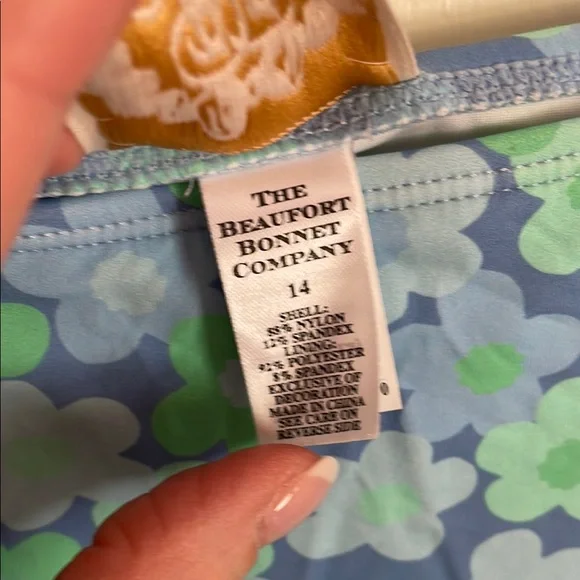 THE
BEAUFORT
BONNET
COMPANY
14
SHELL:
88% NYLON
12% SPANDEX
LINING:
92% POLYESTER
8% SPANDEX
EXCLUSIVE OF
DECORATION
MADE IN CHINA
SEE CARE ON
REVERSE SIDE
0